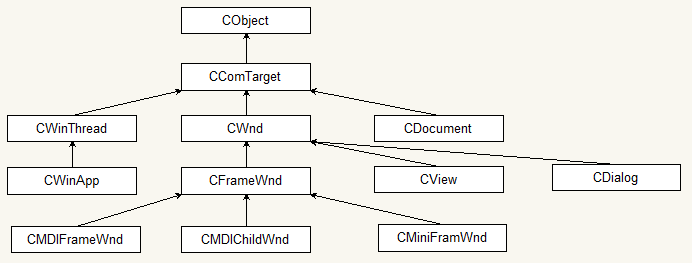 CObject
CComTarget
CWinThread
CWnd
CDocument
CWinApp
CFrameWnd
CView
CDialog
CMDIFrameWnd
CMDIChildWnd
CMiniFramWnd